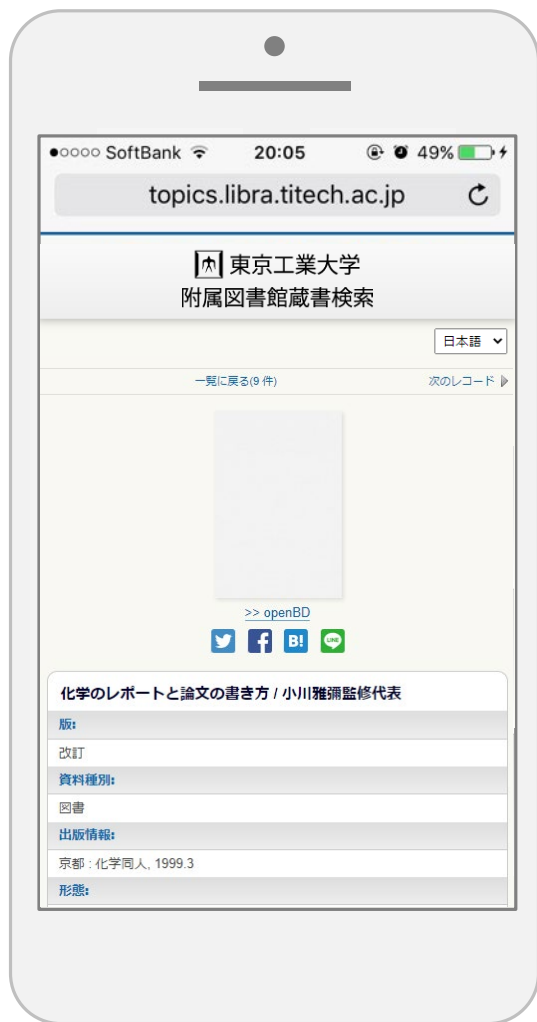 SoftBank 20:05 49%
topics.libra.titech.ac.jp
東京工業大学
附属図書館蔵書検索
日本語
一覧に戻る(9 件) 次のレコード
>> openBD
B! LINE
化学のレポートと論文の書き方 / 小川雅彌監修代表
版:
改訂
資料種別:
図書
出版情報:
京都 : 化学同人, 1999.3
形態: